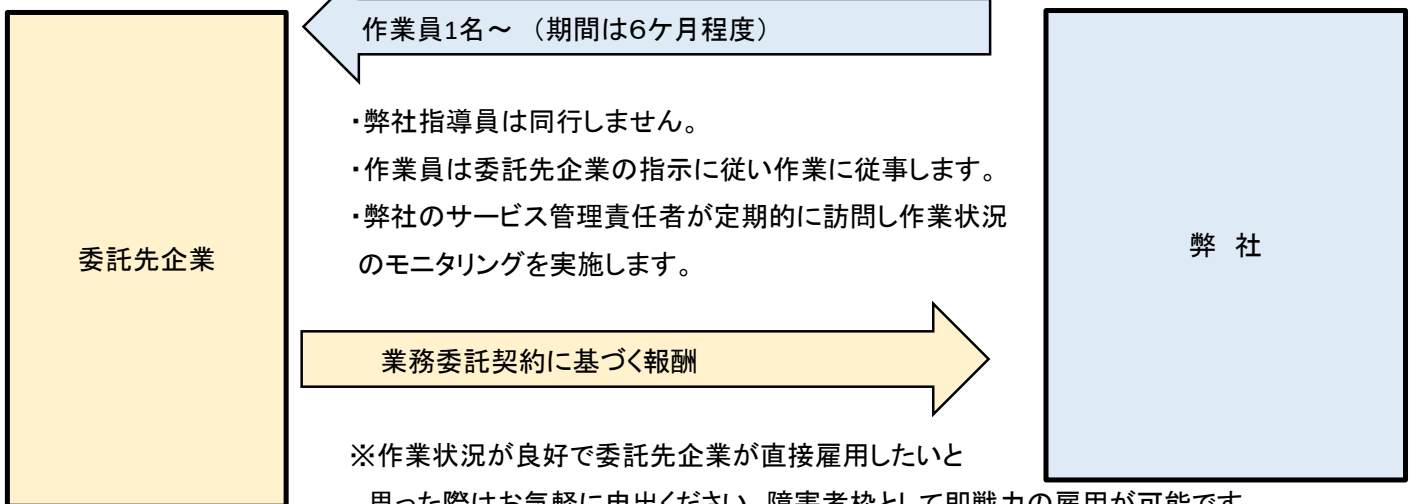 作業員1名～ （期間は6ケ月程度）
・弊社指導員は同行しません。
・作業員は委託先企業の指示に従い作業に従事します。
・弊社のサービス管理責任者が定期的に訪問し作業状況
のモニタリングを実施します。
委託先企業
弊 社
業務委託契約に基づく報酬
※作業状況が良好で委託先企業が直接雇用したいと
思った際はお気軽に申出ください。障害者枠として即戦力の雇用が可能です